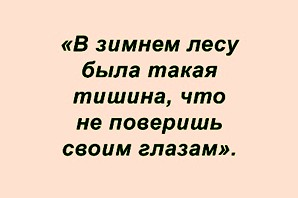 «В зимнем лесу
была такая
тишина, что
не поверишь
своим глазам».